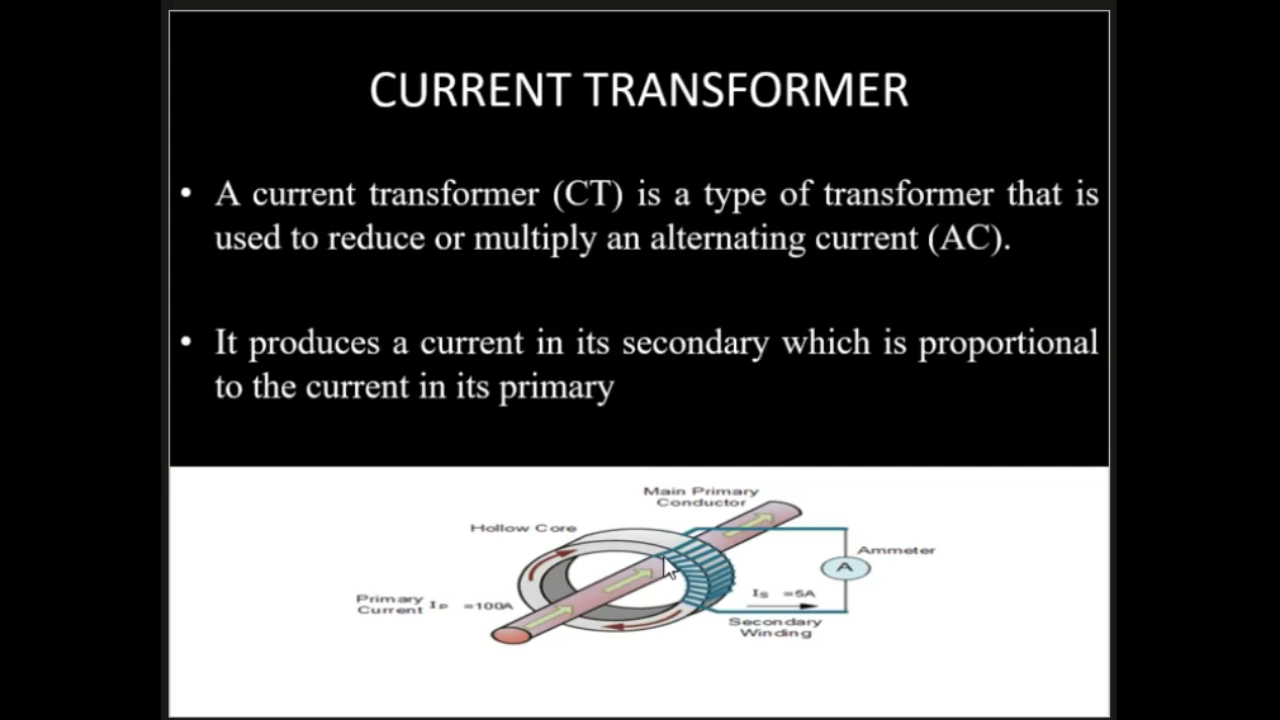 CURRENT TRANSFORMER
• A current transformer (CT) is a type of transformer that is
used to reduce or multiply an alternating current (AC).
• It produces a current in its secondary which is proportional
to the current in its primary
Main Primary
Conductor
Hollow Core
Ammeter
A
Primary
Current IP =100A
IS =5A
Secondary
Winding